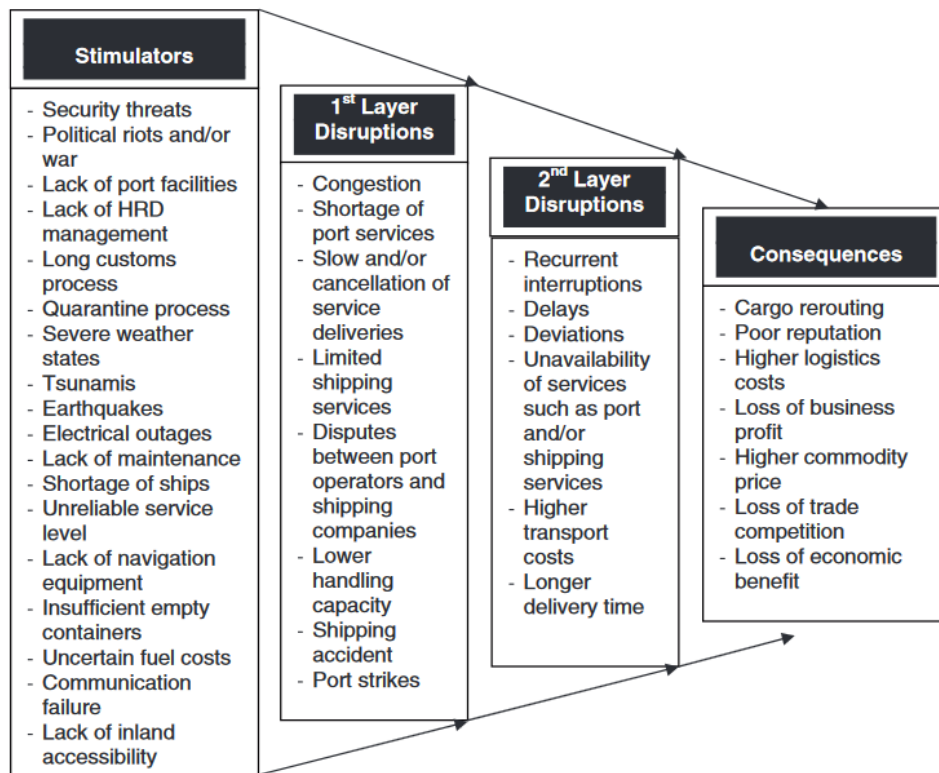 Stimulators
- Security threats
- Political riots and/or
war
- Lack of port facilities
- Lack of HRD
management
- Long customs
process
- Quarantine process
- Severe weather
states
- Tsunamis
- Earthquakes
- Electrical outages
- Lack of maintenance
- Shortage of ships
- Unreliable service
level
- Lack of navigation
equipment
- Insufficient empty
containers
- Uncertain fuel costs
- Communication
failure
- Lack of inland
accessibility
1st Layer
Disruptions
- Congestion
- Shortage of
port services
- Slow and/or
cancellation of
service
deliveries
- Limited
shipping
services
- Disputes
between port
operators and
shipping
companies
- Lower
handling
capacity
- Shipping
accident
- Port strikes
2nd Layer
Disruptions
- Recurrent
interruptions
- Delays
- Deviations
- Unavailability
of services
such as port
and/or
shipping
services
- Higher
transport
costs
- Longer
delivery time
Consequences
- Cargo rerouting
- Poor reputation
- Higher logistics
costs
- Loss of business
profit
- Higher commodity
price
- Loss of trade
competition
- Loss of economic
benefit